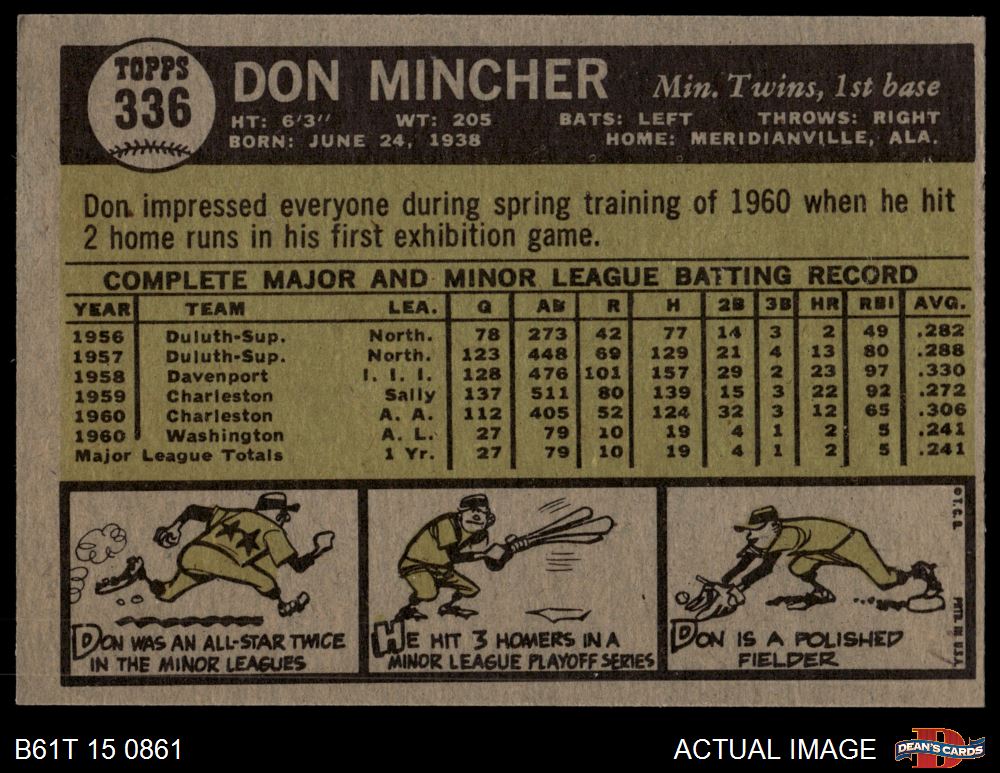 TOPPS
336
DON MINCHER Min. Twins, 1st base
HT: 6'3" WT: 205 BATS: LEFT THROWS: RIGHT
BORN: JUNE 24, 1938 HOME: MERIDIANVILLE, ALA.
Don impressed everyone during spring training of 1960 when he hit
2 home runs in his first exhibition game.
COMPLETE MAJOR AND MINOR LEAGUE BATTING RECORD
YEAR TEAM LEA. G AB R H 2B 3B HR RBI AVG.
1956 Duluth-Sup. North. 78 273 42 77 14 3 2 49 .282
1957 Duluth-Sup. North. 123 448 69 129 21 4 13 80 .288
1958 Davenport I. I. I. 128 476 101 157 29 2 23 97 .330
1959 Charleston Sally 137 511 80 139 15 3 22 92 .272
1960 Charleston A. A. 112 405 52 124 32 3 12 65 .306
1960 Washington A. L. 27 79 10 19 4 1 2 5 .241
Major League Totals 1 Yr. 27 79 10 19 4 1 2 5 .241
DON WAS AN ALL-STAR TWICE
IN THE MINOR LEAGUES
HE HIT 3 HOMERS IN A
MINOR LEAGUE PLAYOFF SERIES
DON IS A POLISHED
FIELDER
© T.C.G.
PRTD. IN U.S.A.
B61T 15 0861
ACTUAL IMAGE
DEAN'S CARDS